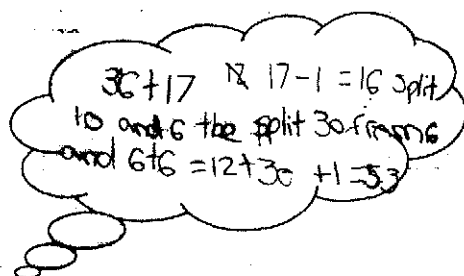 36+17 17-1 = 16 split
10 and 6 the split 30 from 6
and 6+6 = 12+30 +1 = 53